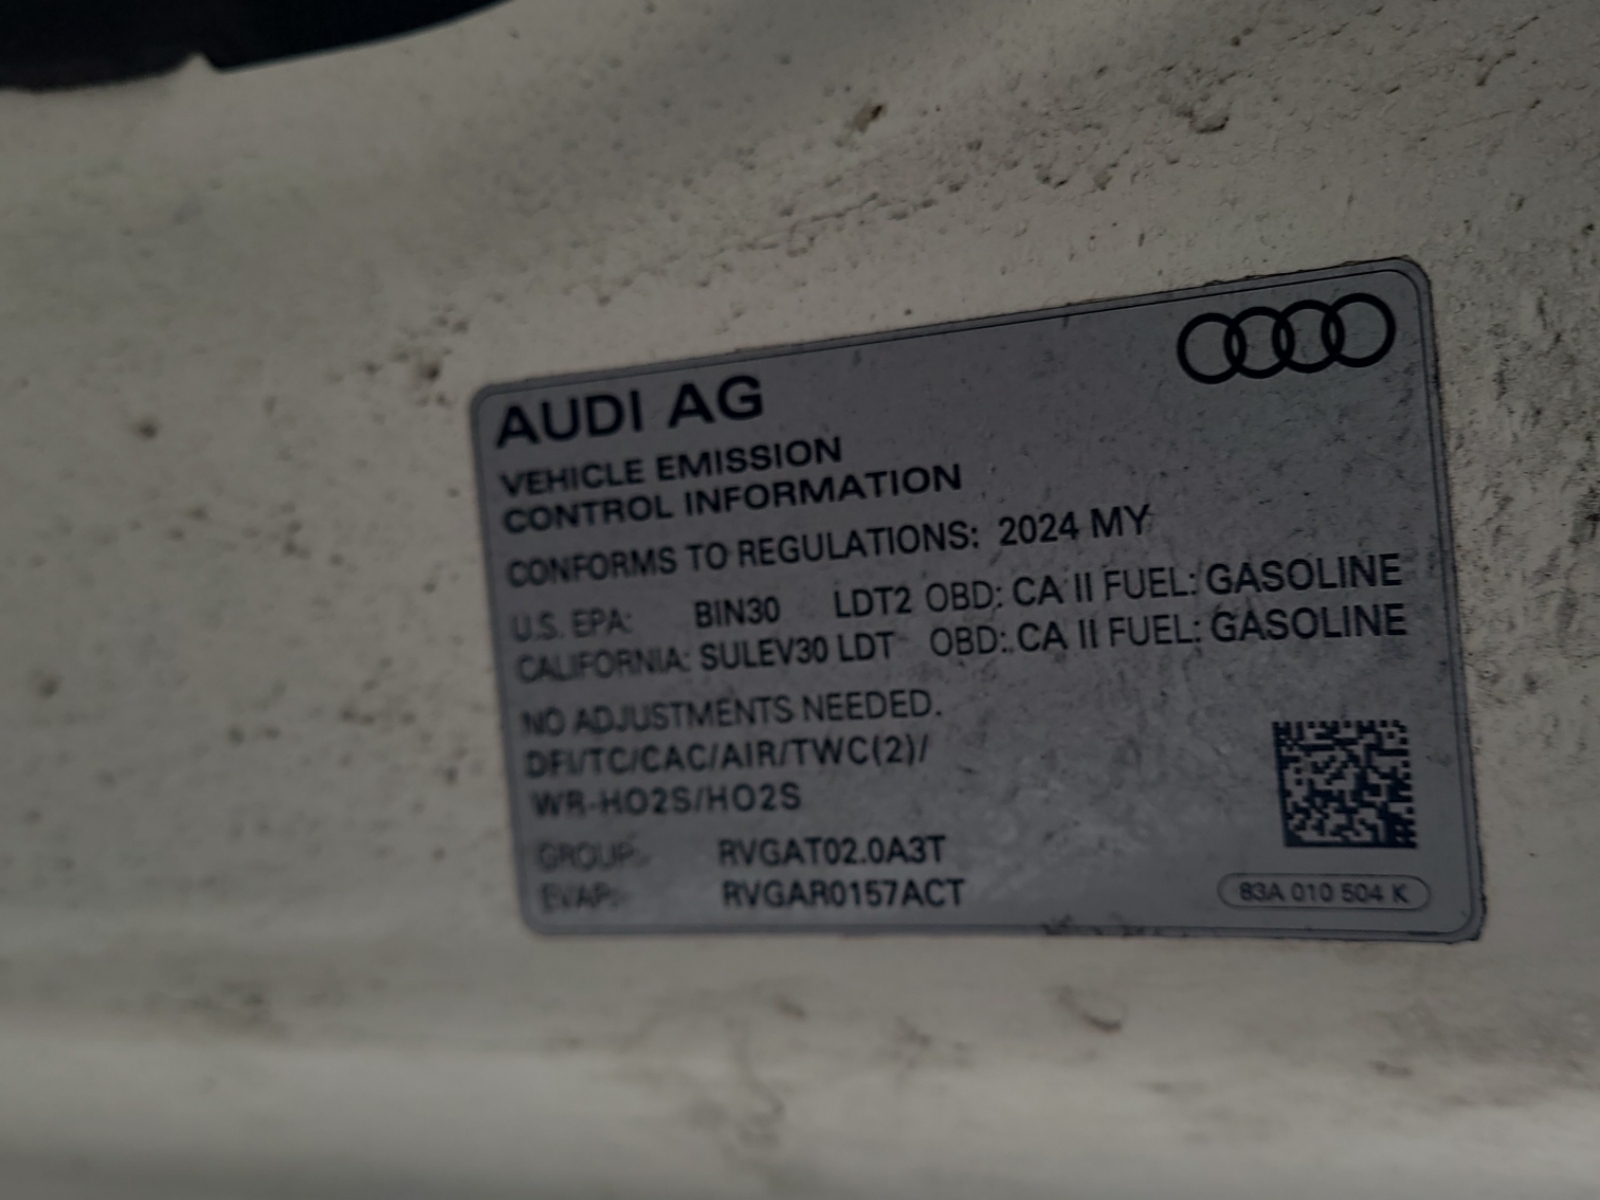 AUDI AG
VEHICLE EMISSION
CONTROL INFORMATION
CONFORMS TO REGULATIONS: 2024 MY
U.S. EPA: BIN30 LDT2 OBD: CA II FUEL: GASOLINE
CALIFORNIA: SULEV30 LDT OBD: CA II FUEL: GASOLINE
NO ADJUSTMENTS NEEDED.
DFI/TC/CAC/AIR/TWC(2)/
WR-HO2S/HO2S
GROUP: RVGAT02.0A3T
EVAP: RVGAR0157ACT
83A 010 504 K